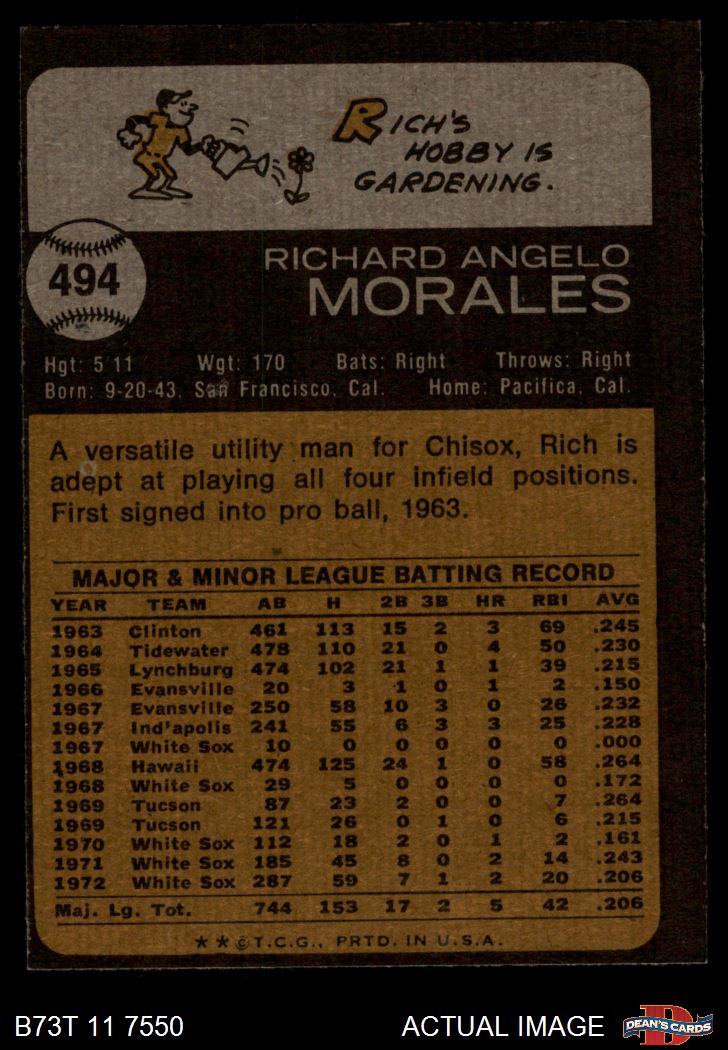 RICH'S
HOBBY IS
GARDENING.
494
RICHARD ANGELO
MORALES
Hgt: 5'11 Wgt: 170 Bats: Right Throws: Right
Born: 9-20-43, San Francisco, Cal. Home: Pacifica, Cal.
A versatile utility man for Chisox, Rich is
adept at playing all four infield positions.
First signed into pro ball, 1963.
MAJOR & MINOR LEAGUE BATTING RECORD
YEAR TEAM AB H 2B 3B HR RBI AVG
1963 Clinton 461 113 15 2 3 69 .245
1964 Tidewater 478 110 21 0 4 50 .230
1965 Lynchburg 474 102 21 1 1 39 .215
1966 Evansville 20 3 1 0 1 2 .150
1967 Evansville 250 58 10 3 0 26 .232
1967 Ind'apolis 241 55 6 3 3 25 .228
1967 White Sox 10 0 0 0 0 0 .000
1968 Hawaii 474 125 24 1 0 58 .264
1968 White Sox 29 5 0 0 0 0 .172
1969 Tucson 87 23 2 0 0 7 .264
1969 Tucson 121 26 0 1 0 6 .215
1970 White Sox 112 18 2 0 1 2 .161
1971 White Sox 185 45 8 0 2 14 .243
1972 White Sox 287 59 7 1 2 20 .206
Maj. Lg. Tot. 744 153 17 2 5 42 .206
★★©T.C.G., PRTD. IN U.S.A.
B73T 11 7550 ACTUAL IMAGE D DEAN'S CARDS